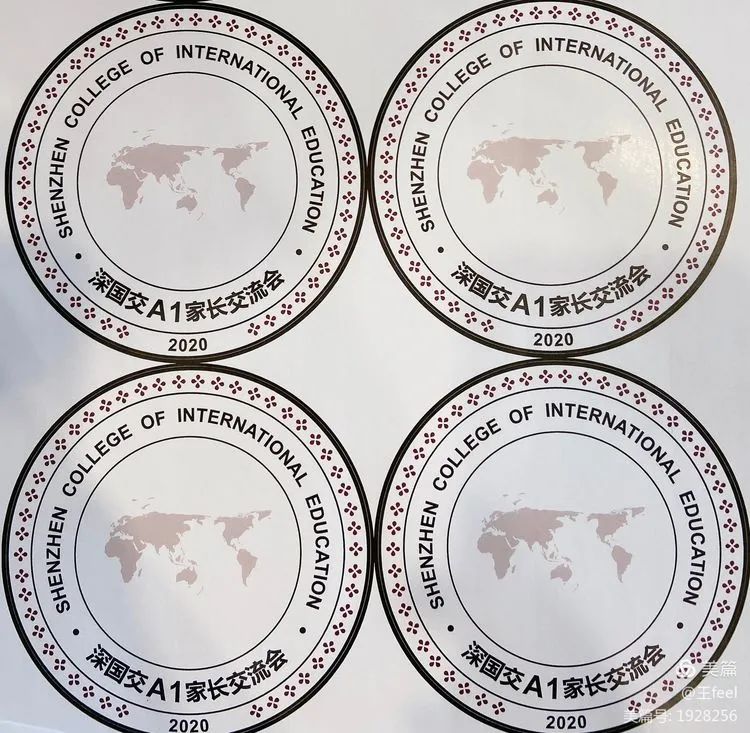 SHENZHEN COLLEGE OF INTERNATIONAL EDUCATION
深国交A1家长交流会
2020
SHENZHEN COLLEGE OF INTERNATIONAL EDUCATION
深国交A1家长交流会
2020
SHENZHEN COLLEGE OF INTERNATIONAL EDUCATION
深国交A1家长交流会
2020
SHENZHEN COLLEGE OF INTERNATIONAL EDUCATION
深国交A1家长交流会
2020
美篇
@王feel
美篇号: 1928256